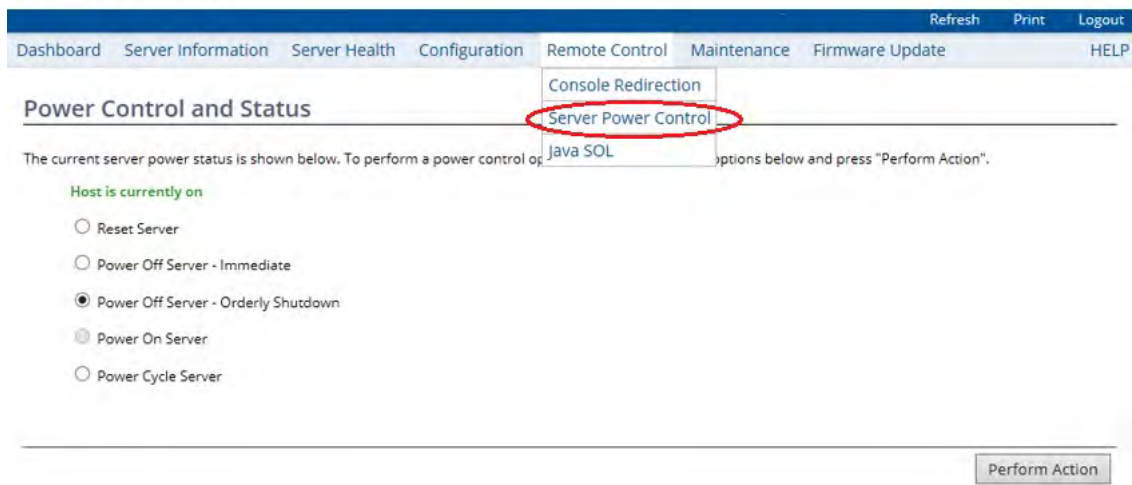 Refresh Print Logout
Dashboard Server Information Server Health Configuration Remote Control Maintenance Firmware Update HELP
Console Redirection
Power Control and Status
Server Power Control
Java SOL
The current server power status is shown below. To perform a power control op ptions below and press "Perform Action".
Host is currently on
Reset Server
Power Off Server - Immediate
Power Off Server - Orderly Shutdown
Power On Server
Power Cycle Server
Perform Action